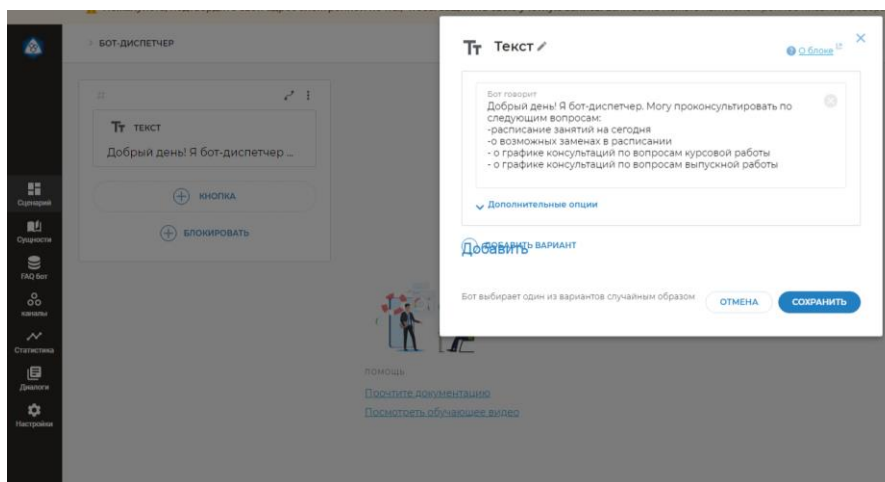 БОТ-ДИСПЕТЧЕР
ТЕКСТ
Добрый день! Я бот-диспетчер ...
КНОПКА
БЛОКИРОВАТЬ
Сценарий
Сущности
FAQ бот
каналы
Статистика
Диалоги
Настройки
ПОМОЩЬ
Прочтите документацию
Посмотреть обучающее видео
Текст
О блоке
Бот говорит
Добрый день! Я бот-диспетчер. Могу проконсультировать по
следующим вопросам:
-расписание занятий на сегодня
-о возможных заменах в расписании
- о графике консультаций по вопросам курсовой работы
- о графике консультаций по вопросам выпускной работы
Дополнительные опции
Добавить
ДОБАВИТЬ ВАРИАНТ
Бот выбирает один из вариантов случайным образом
ОТМЕНА
СОХРАНИТЬ